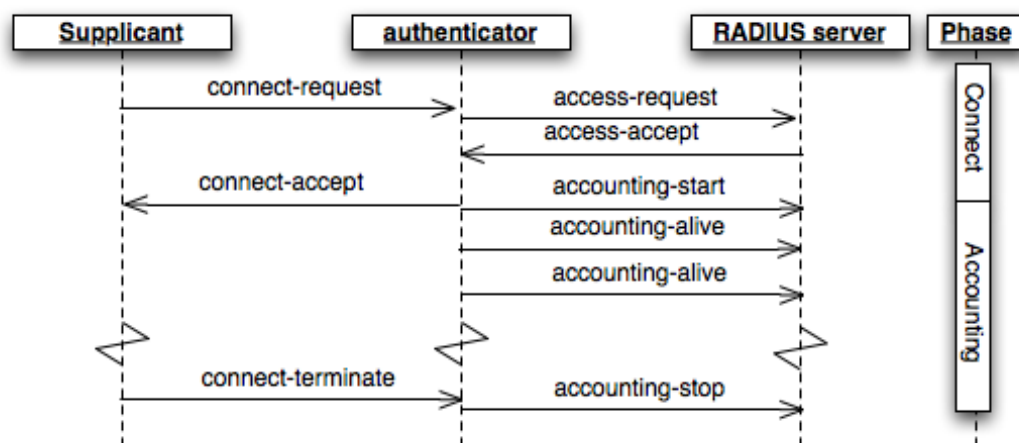 Supplicant
authenticator
RADIUS server
Phase
connect-request
access-request
access-accept
connect-accept
accounting-start
accounting-alive
accounting-alive
connect-terminate
accounting-stop
Connect
Accounting